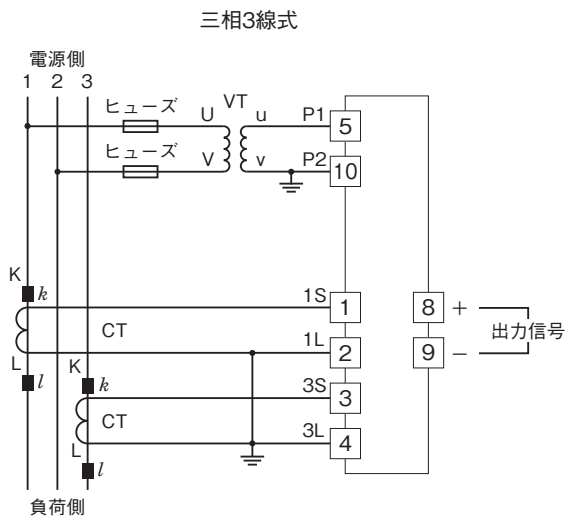 三相3線式
電源側
1 2 3
ヒューズ U VT u P1 5
ヒューズ V v P2 10
K k 1S 1 8 +
CT 出力信号
L l 1L 2 9 −
K k 3S 3
CT
L l 3L 4
負荷側